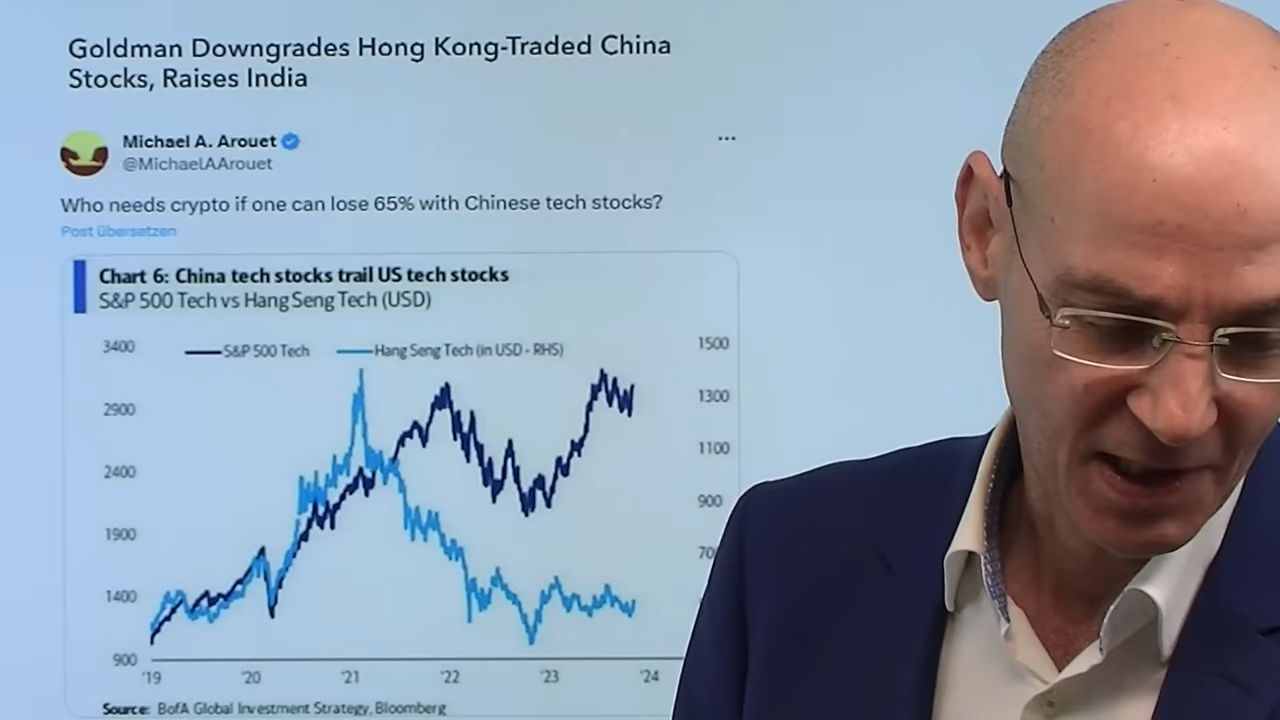 Goldman Downgrades Hong Kong-Traded China
Stocks, Raises India
Michael A. Arouet
@MichaelAArouet
Who needs crypto if one can lose 65% with Chinese tech stocks?
Post übersetzen
Chart 6: China tech stocks trail US tech stocks
S&P 500 Tech vs Hang Seng Tech (USD)
3400
S&P 500 Tech
Hang Seng Tech (in USD - RHS)
1500
2900
1300
2400
1100
900
1900
70
1400
900
'19
'20
'21
'22
'23
'24
Source: BofA Global Investment Strategy, Bloomberg